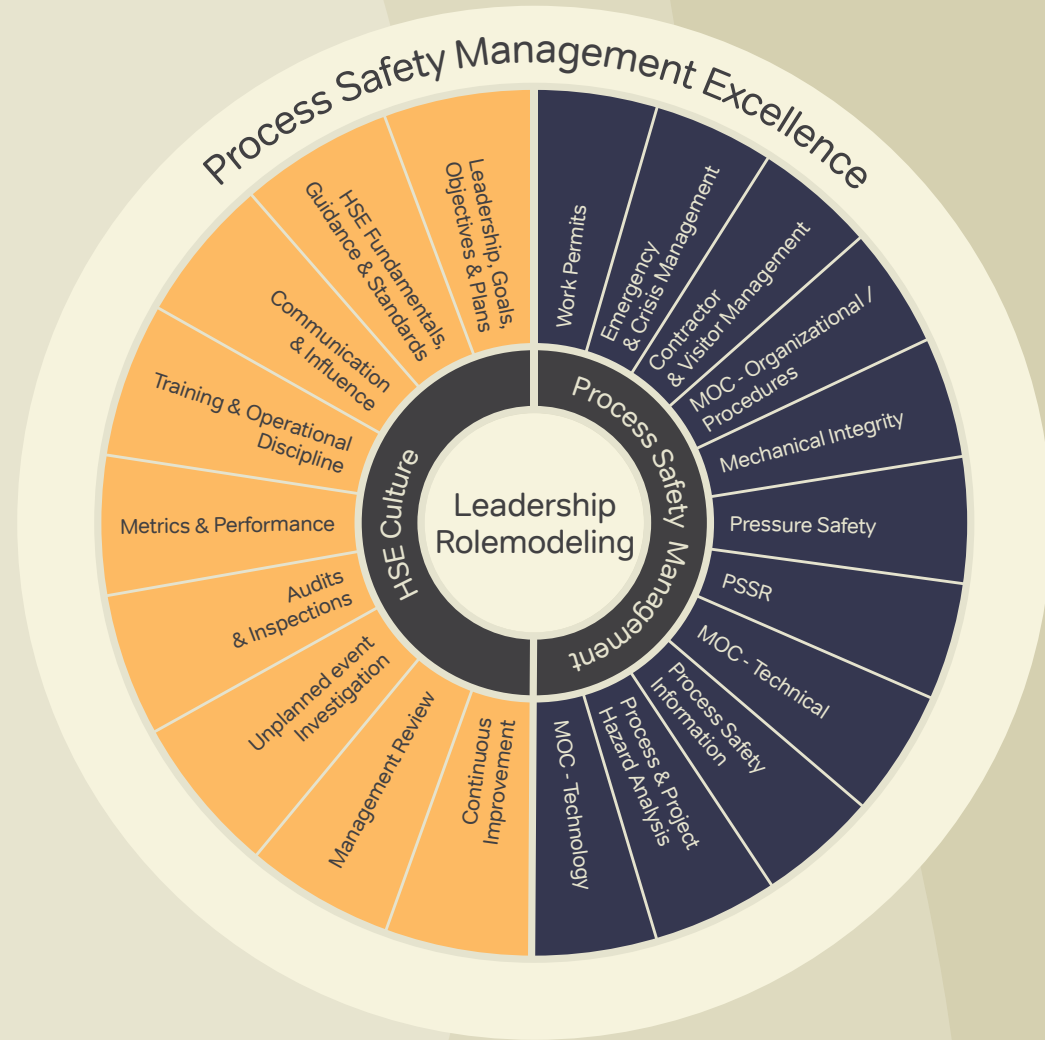 Process Safety Management Excellence
Work Permits
Emergency
& Crisis Management
Contractor
& Visitor Management
MOC - Organizational /
Procedures
Mechanical Integrity
Pressure Safety
PSSR
MOC - Technical
Process Safety
Information
Process & Project
Hazard Analysis
MOC - Technology
Continuous
Improvement
Management Review
Unplanned event
Investigation
Audits
& Inspections
Metrics & Performance
Training & Operational
Discipline
Communication
& Influence
HSE Fundamentals,
Guidance & Standards
Leadership, Goals,
Objectives & Plans
HSE Culture
Process Safety Management
Leadership
Rolemodeling